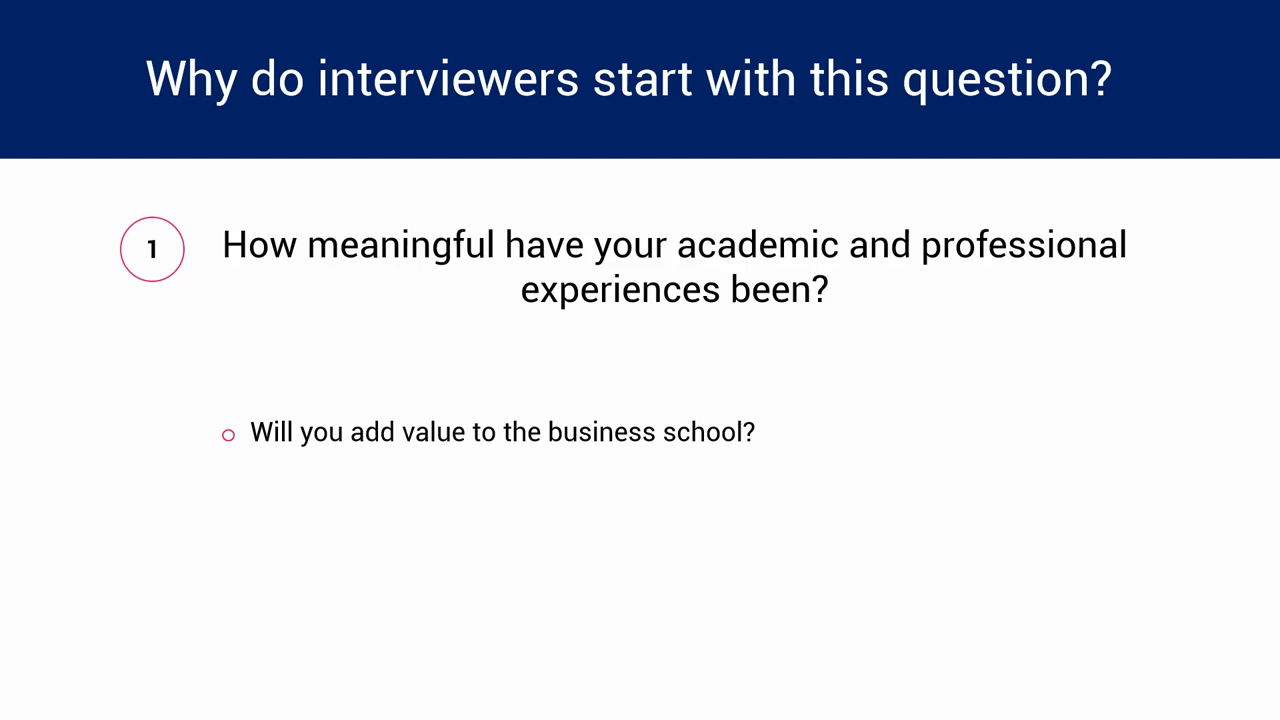 Why do interviewers start with this question?
1
How meaningful have your academic and professional
experiences been?
Will you add value to the business school?